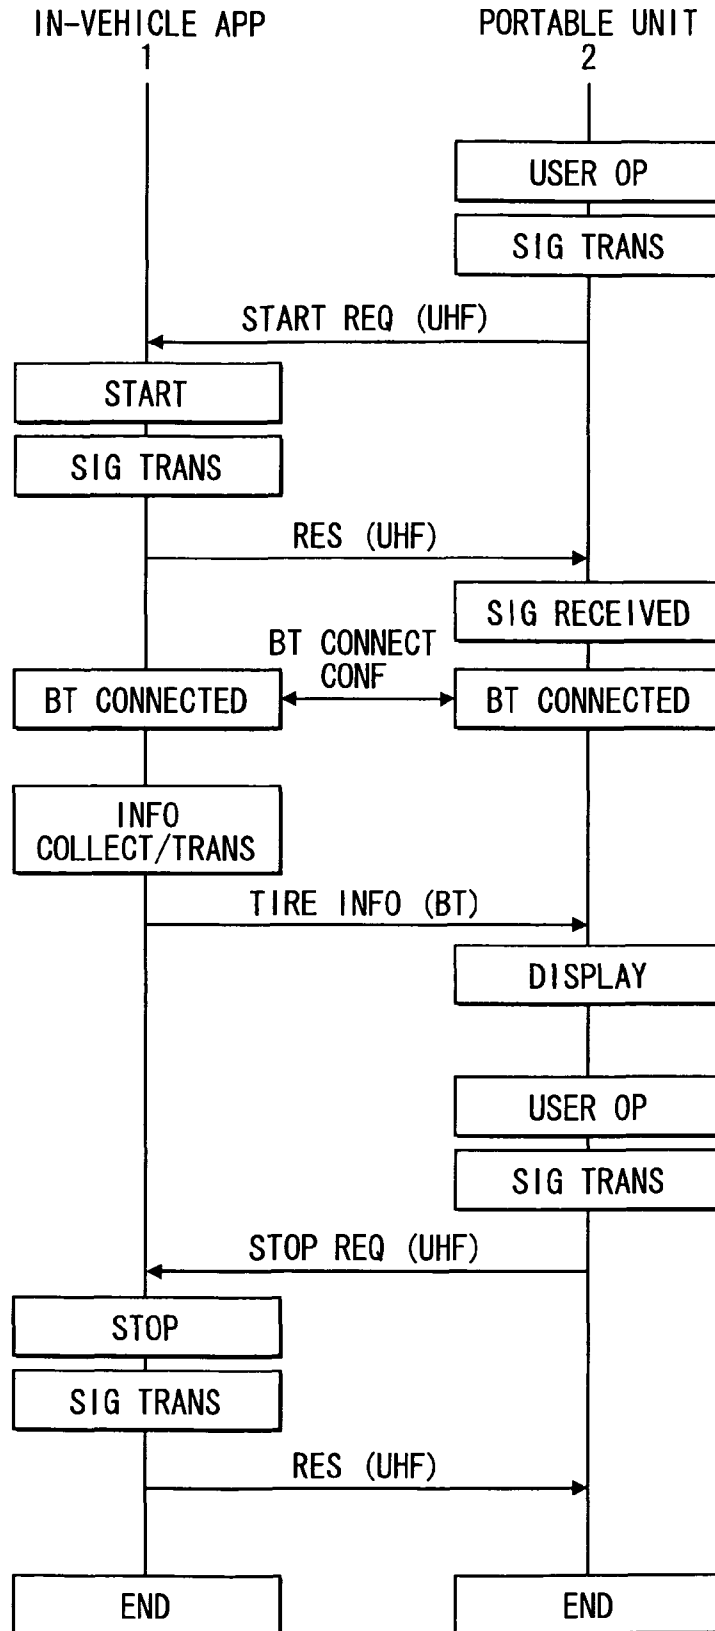 IN-VEHICLE APP
1
PORTABLE UNIT
2
USER OP
SIG TRANS
START REQ (UHF)
START
SIG TRANS
RES (UHF)
SIG RECEIVED
BT CONNECT
CONF
BT CONNECTED
BT CONNECTED
INFO
COLLECT/TRANS
TIRE INFO (BT)
DISPLAY
USER OP
SIG TRANS
STOP REQ (UHF)
STOP
SIG TRANS
RES (UHF)
END
END